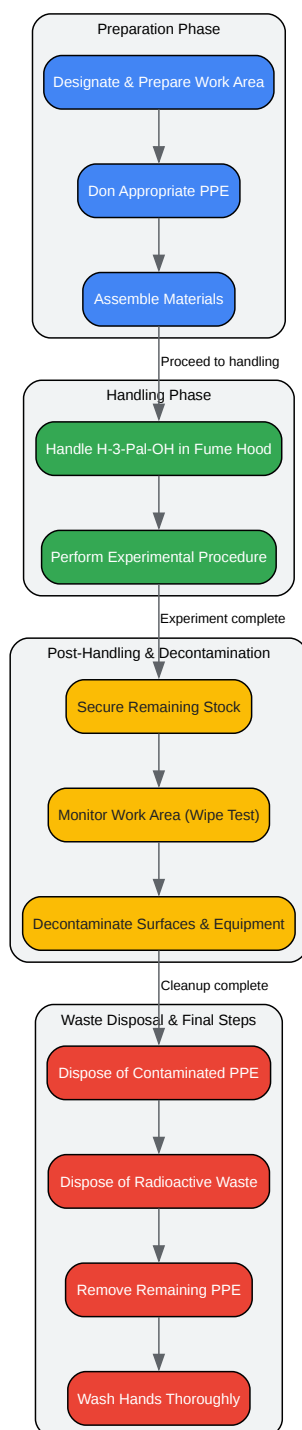 Preparation Phase
Designate & Prepare Work Area
Don Appropriate PPE
Assemble Materials
Proceed to handling
Handling Phase
Handle H-3-Pal-OH in Fume Hood
Perform Experimental Procedure
Experiment complete
Post-Handling & Decontamination
Secure Remaining Stock
Monitor Work Area (Wipe Test)
Decontaminate Surfaces & Equipment
Cleanup complete
Waste Disposal & Final Steps
Dispose of Contaminated PPE
Dispose of Radioactive Waste
Remove Remaining PPE
Wash Hands Thoroughly